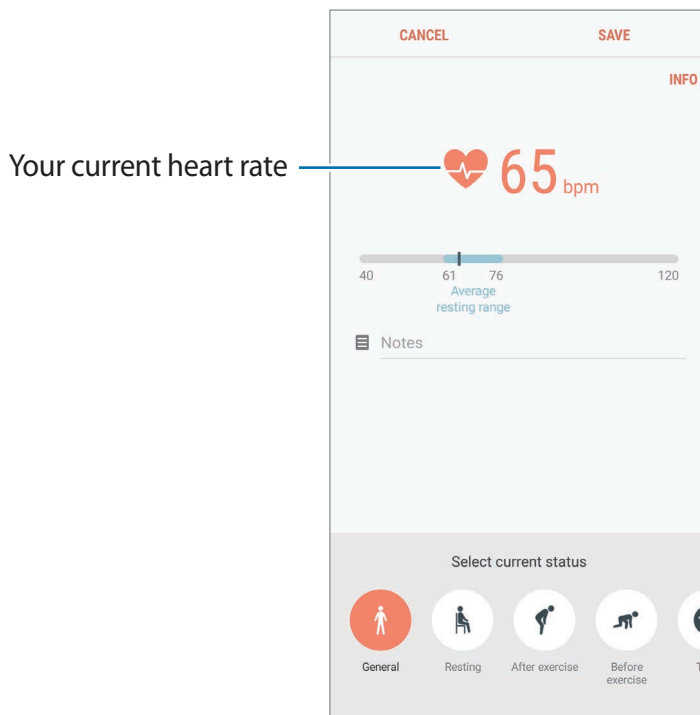 CANCEL SAVE
INFO
Your current heart rate
65 bpm
40 61 76 120
Average
resting range
Notes
Select current status
General Resting After exercise Before
exercise